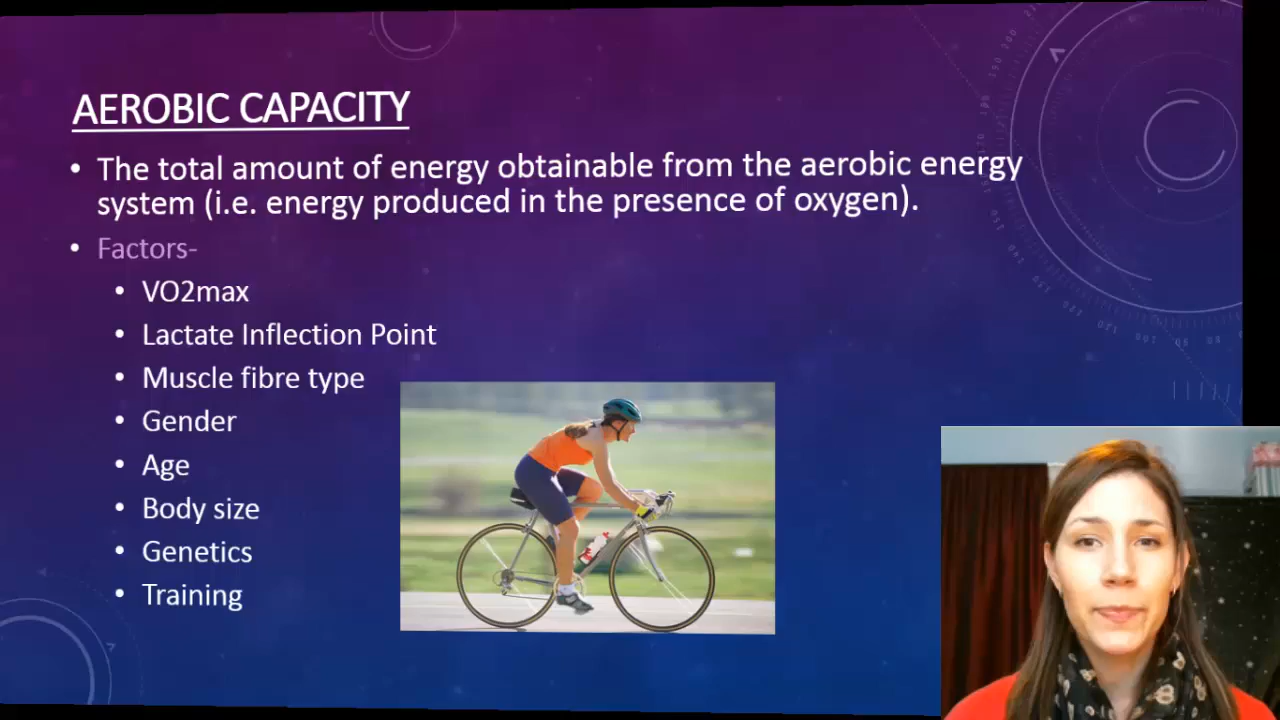 AEROBIC CAPACITY
• The total amount of energy obtainable from the aerobic energy
system (i.e. energy produced in the presence of oxygen).
• Factors-
• VO2max
• Lactate Inflection Point
• Muscle fibre type
• Gender
• Age
• Body size
• Genetics
• Training